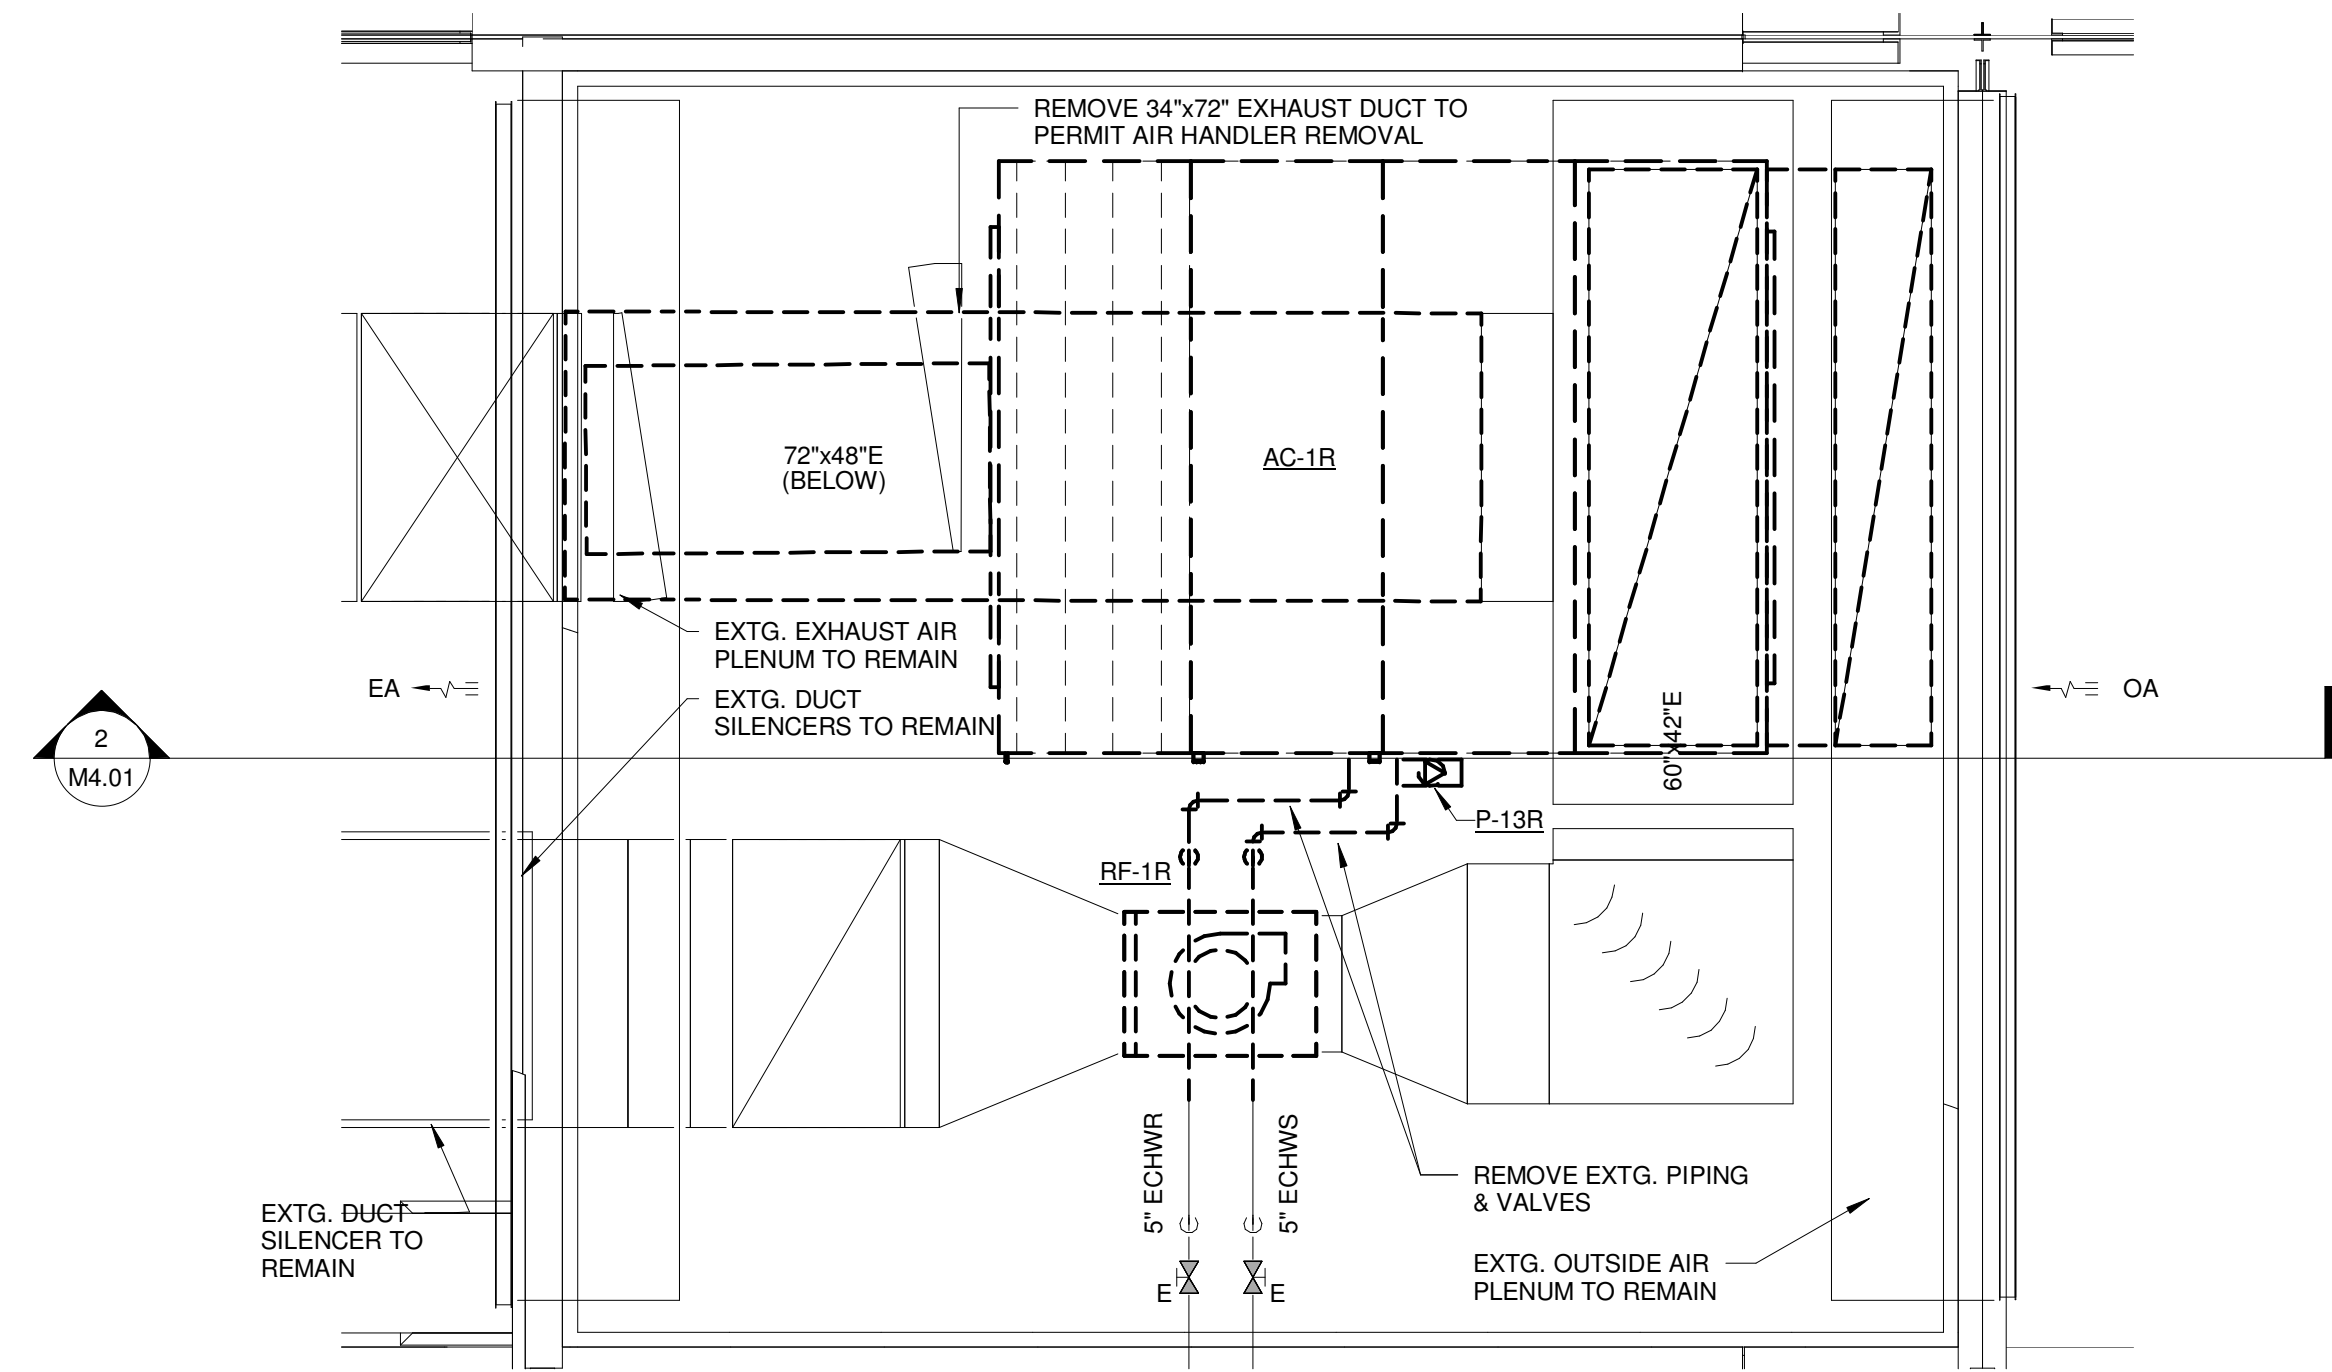 REMOVE 34"x72" EXHAUST DUCT TO
PERMIT AIR HANDLER REMOVAL
72"x48"E
(BELOW)
AC-1R
EXTG. EXHAUST AIR
PLENUM TO REMAIN
EA
EXTG. DUCT
SILENCERS TO REMAIN
OA
60"x42"E
2
M4.01
P-13R
RF-1R
5" ECHWR
5" ECHWS
REMOVE EXTG. PIPING
& VALVES
EXTG. DUCT
SILENCER TO
REMAIN
EXTG. OUTSIDE AIR
PLENUM TO REMAIN
E
E